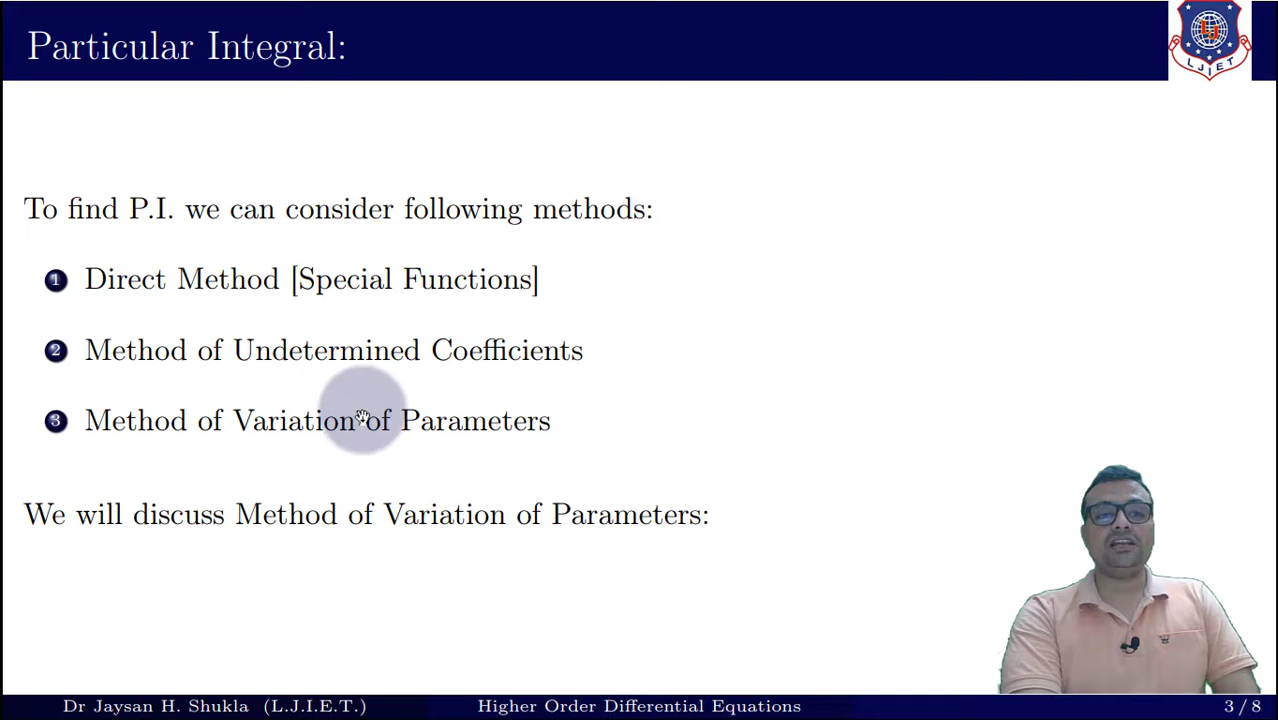 Particular Integral:
LJIET
To find P.I. we can consider following methods:
1 Direct Method [Special Functions]
2 Method of Undetermined Coefficients
3 Method of Variation of Parameters
We will discuss Method of Variation of Parameters:
Dr Jaysan H. Shukla (L.J.I.E.T.) Higher Order Differential Equations 3 / 8